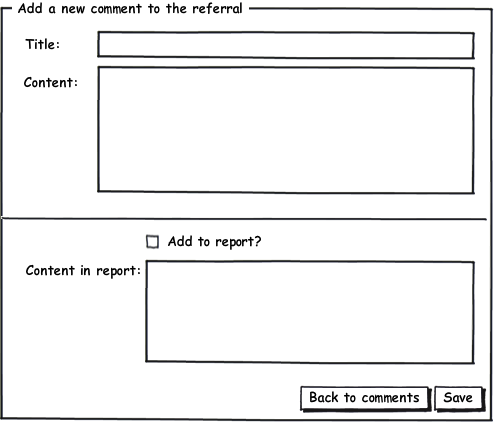 Add a new comment to the referral
Title:
Content:
Add to report?
Content in report:
Back to comments
Save